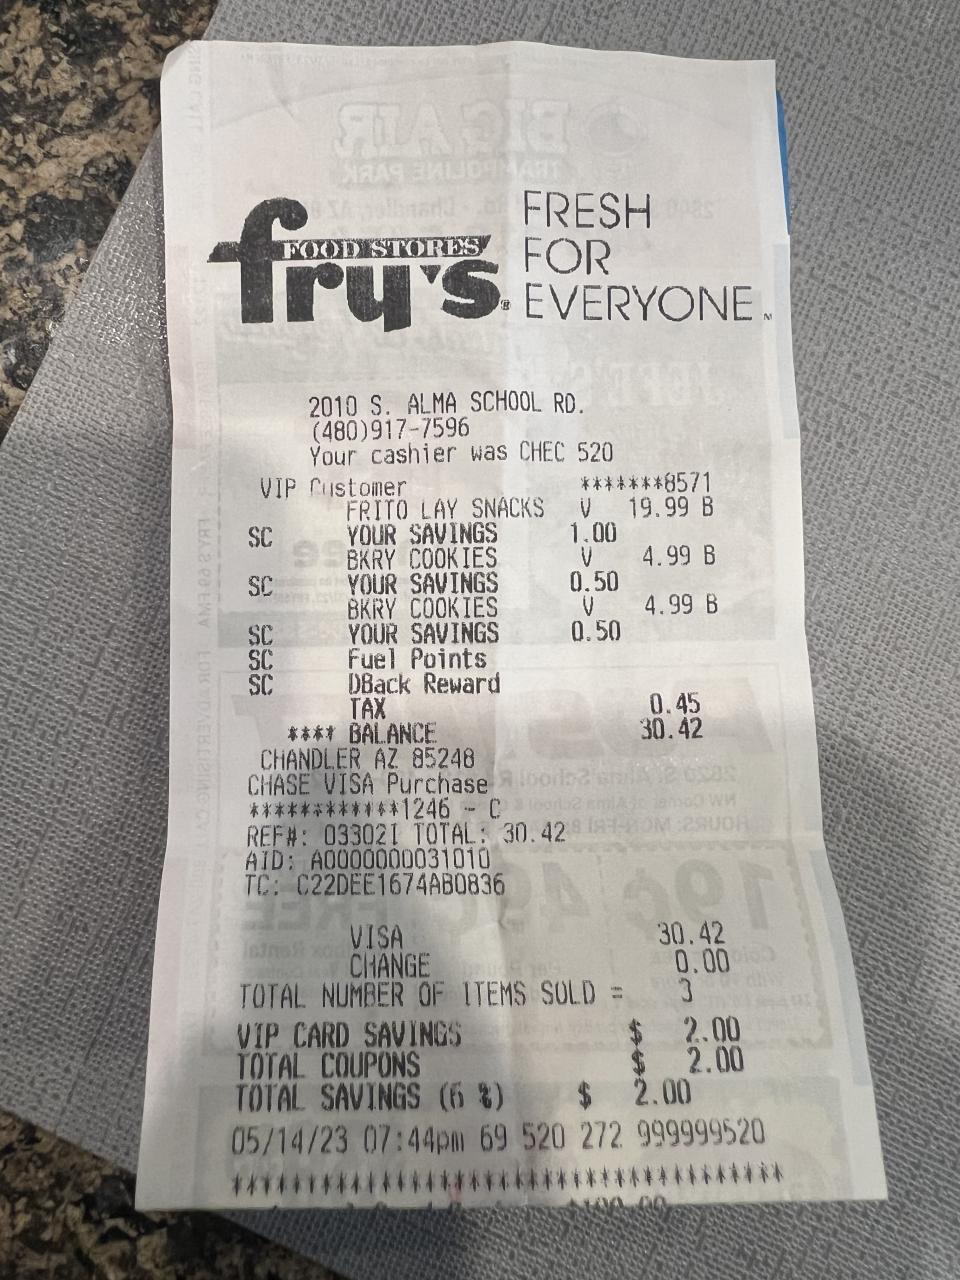 fry's FOOD STORES
FRESH
FOR
EVERYONE
2010 S. ALMA SCHOOL RD.
(480)917-7596
Your cashier was CHEC 520
VIP Customer *******8571
FRITO LAY SNACKS V 19.99 B
SC YOUR SAVINGS 1.00
BKRY COOKIES V 4.99 B
SC YOUR SAVINGS 0.50
BKRY COOKIES V 4.99 B
SC YOUR SAVINGS 0.50
SC Fuel Points
SC DBack Reward
TAX 0.45
**** BALANCE 30.42
CHANDLER AZ 85248
CHASE VISA Purchase
************1246 - C
REF#: 03302I TOTAL: 30.42
AID: A0000000031010
TC: C22DEE1674AB0836
VISA 30.42
CHANGE 0.00
TOTAL NUMBER OF ITEMS SOLD = 3
VIP CARD SAVINGS $ 2.00
TOTAL COUPONS $ 2.00
TOTAL SAVINGS (6 %) $ 2.00
05/14/23 07:44pm 69 520 272 999999520
************************************